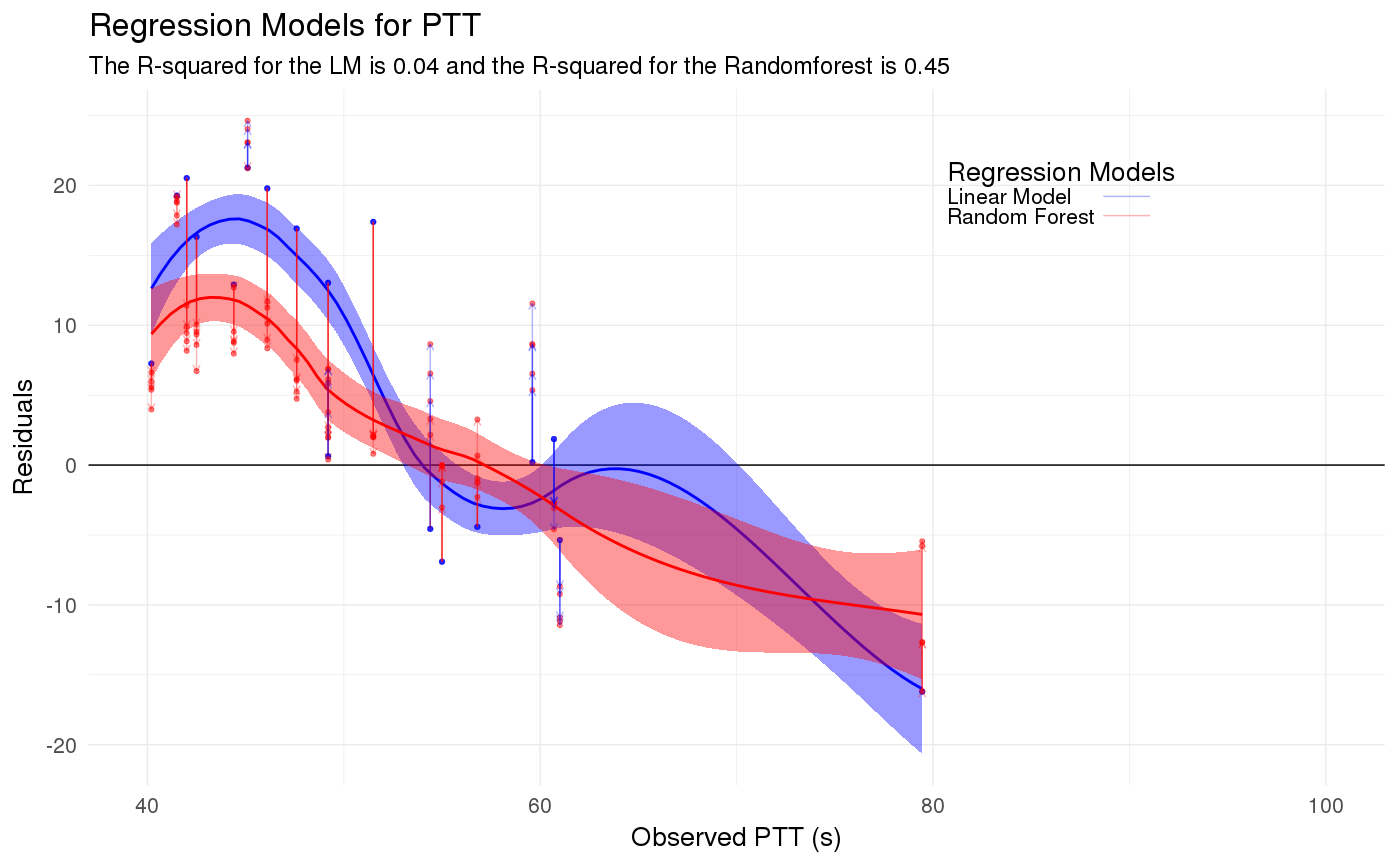 Regression Models for PTT
The R-squared for the LM is 0.04 and the R-squared for the Randomforest is 0.45
Regression Models
Linear Model
Random Forest
20
10
0
-10
-20
Residuals
40
60
80
100
Observed PTT (s)